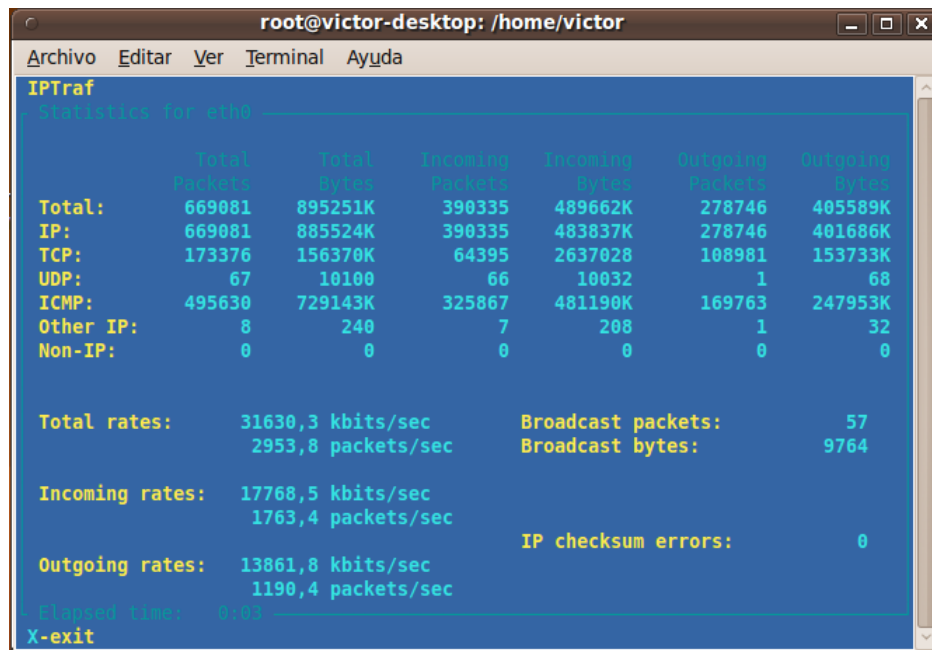 root@victor-desktop: /home/victor
Archivo Editar Ver Terminal Ayuda
IPTraf
Statistics for eth0
Total Total Incoming Incoming Outgoing Outgoing
Packets Bytes Packets Bytes Packets Bytes
Total: 669081 895251K 390335 489662K 278746 405589K
IP: 669081 885524K 390335 483837K 278746 401686K
TCP: 173376 156370K 64395 2637028 108981 153733K
UDP: 67 10100 66 10032 1 68
ICMP: 495630 729143K 325867 481190K 169763 247953K
Other IP: 8 240 7 208 1 32
Non-IP: 0 0 0 0 0 0
Total rates: 31630,3 kbits/sec Broadcast packets: 57
2953,8 packets/sec Broadcast bytes: 9764
Incoming rates: 17768,5 kbits/sec
1763,4 packets/sec
IP checksum errors: 0
Outgoing rates: 13861,8 kbits/sec
1190,4 packets/sec
Elapsed time: 0:03
X-exit